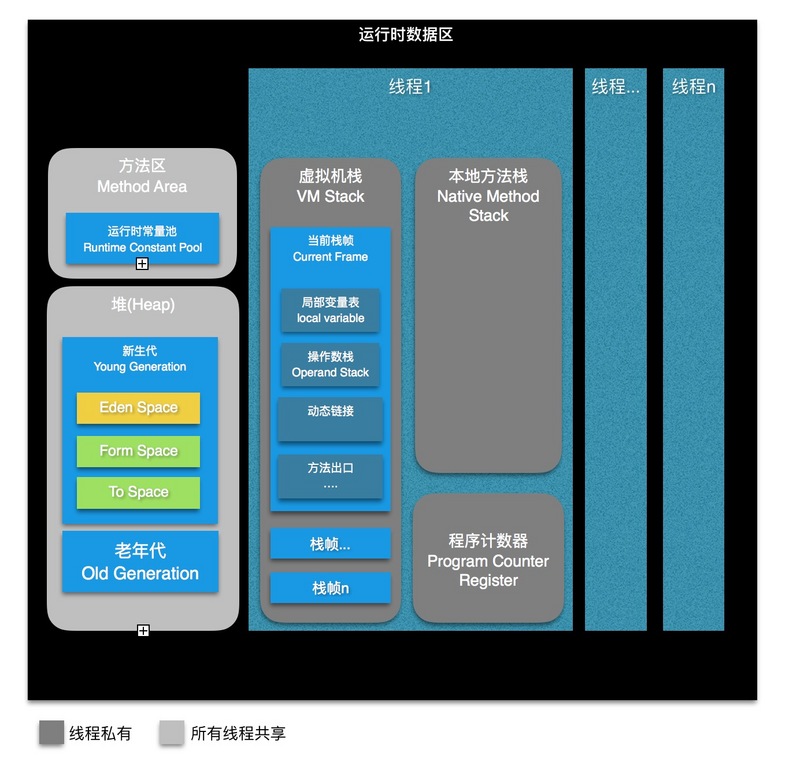 运行时数据区
方法区
Method Area
运行时常量池
Runtime Constant Pool
堆(Heap)
新生代
Young Generation
Eden Space
Form Space
To Space
老年代
Old Generation
线程1
虚拟机栈
VM Stack
当前栈帧
Current Frame
局部变量表
local variable
操作数栈
Operand Stack
动态链接
方法出口
....
栈帧...
栈帧n
本地方法栈
Native Method
Stack
程序计数器
Program Counter
Register
线程...
线程n
线程私有
所有线程共享